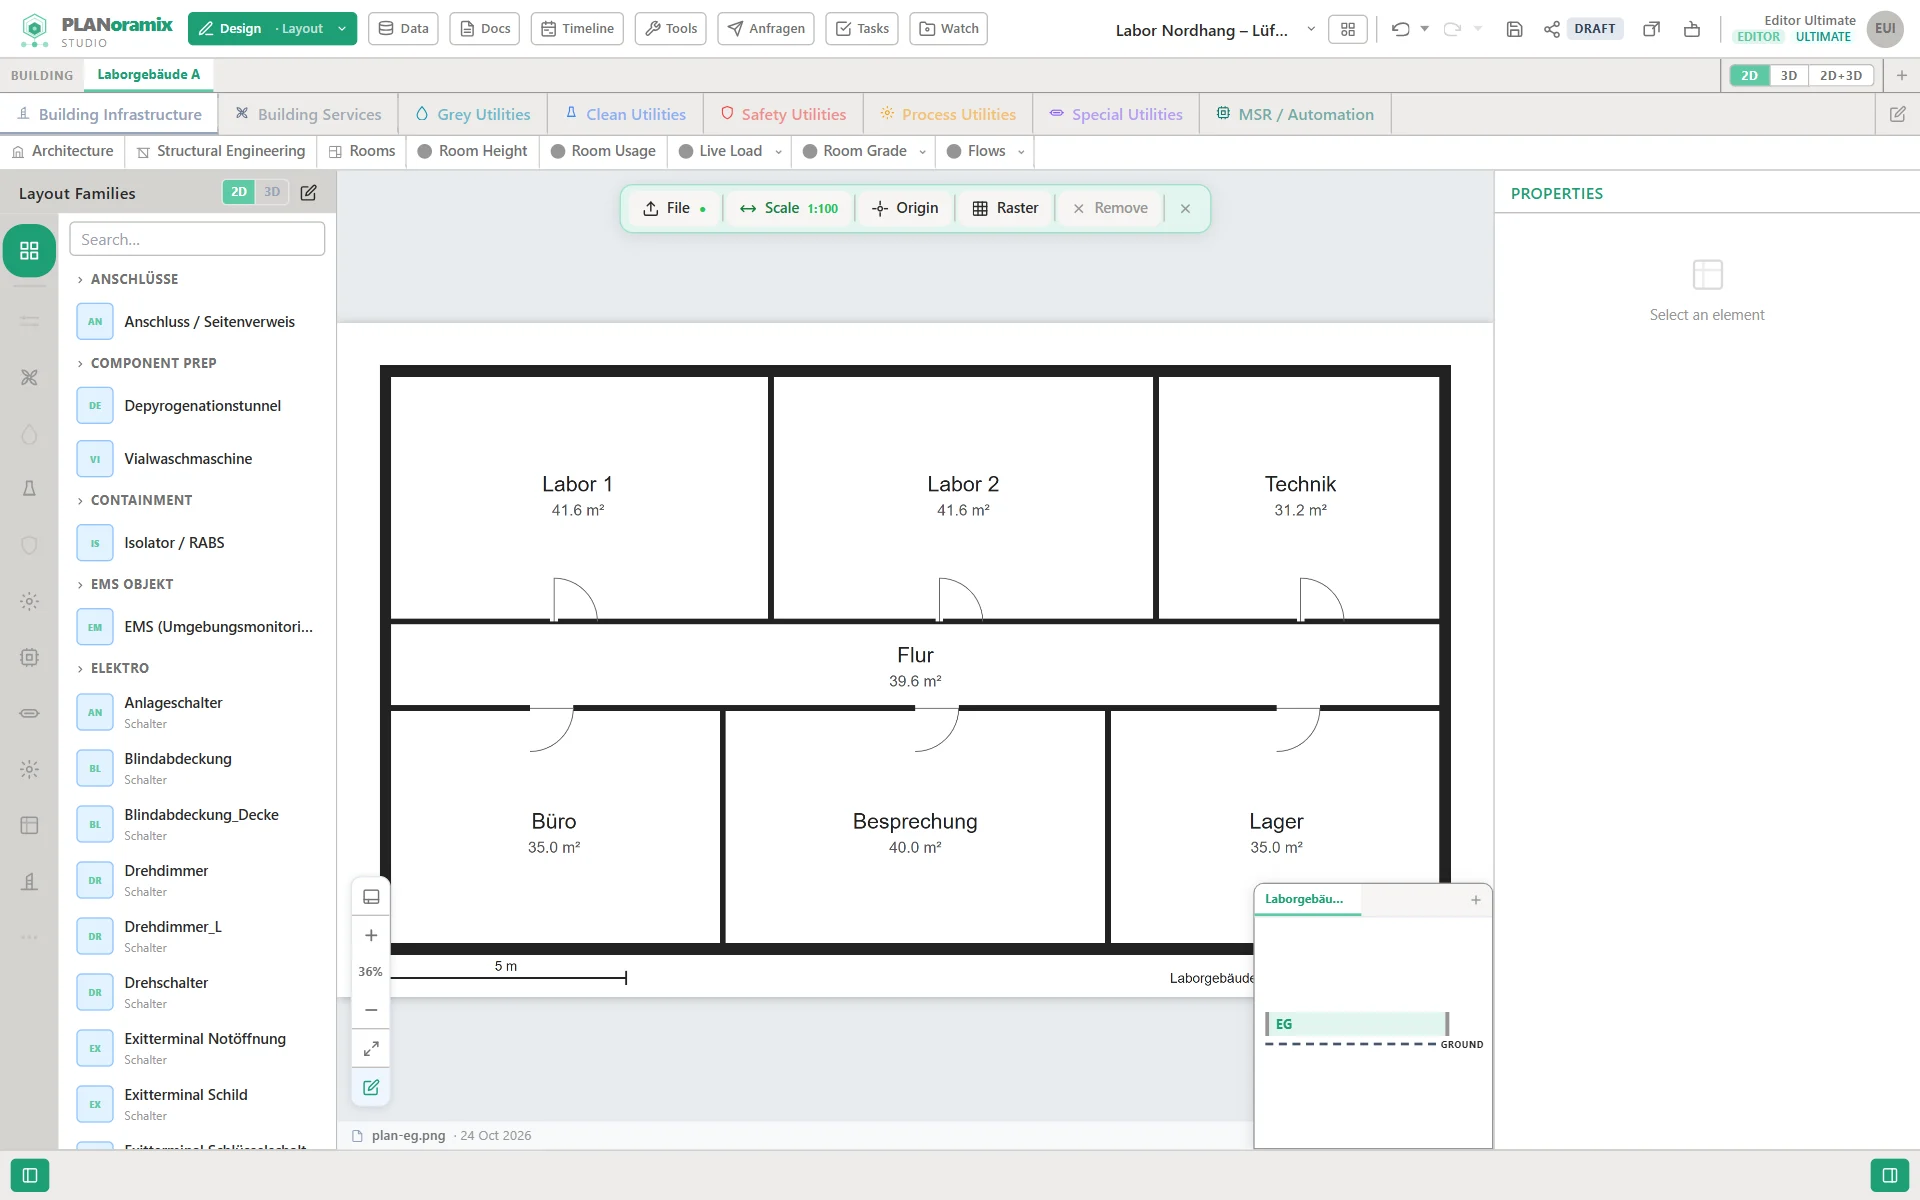 PLANoramix
STUDIO
Design · Layout
Data
Docs
Timeline
Tools
Anfragen
Tasks
Watch
Labor Nordhang – Lüf...
DRAFT
Editor Ultimate
EDITOR ULTIMATE
EUI
BUILDING
Laborgebäude A
2D
3D
2D+3D
Building Infrastructure
Building Services
Grey Utilities
Clean Utilities
Safety Utilities
Process Utilities
Special Utilities
MSR / Automation
Architecture
Structural Engineering
Rooms
Room Height
Room Usage
Live Load
Room Grade
Flows
Layout Families
2D
3D
Search...
ANSCHLÜSSE
AN
Anschluss / Seitenverweis
COMPONENT PREP
DE
Depyrogenationstunnel
VI
Vialwaschmaschine
CONTAINMENT
IS
Isolator / RABS
EMS OBJEKT
EM
EMS (Umgebungsmonitori...
ELEKTRO
AN
Anlageschalter
Schalter
BL
Blindabdeckung
Schalter
BL
Blindabdeckung_Decke
Schalter
DR
Drehdimmer
Schalter
DR
Drehdimmer_L
Schalter
DR
Drehschalter
Schalter
EX
Exitterminal Notöffnung
Schalter
EX
Exitterminal Schild
Schalter
File
Scale 1:100
Origin
Raster
Remove
Labor 1
41.6 m²
Labor 2
41.6 m²
Technik
31.2 m²
Flur
39.6 m²
Büro
35.0 m²
Besprechung
40.0 m²
Lager
35.0 m²
5 m
Laborgebäude
36%
plan-eg.png · 24 Oct 2026
Laborgebäu...
EG
GROUND
PROPERTIES
Select an element